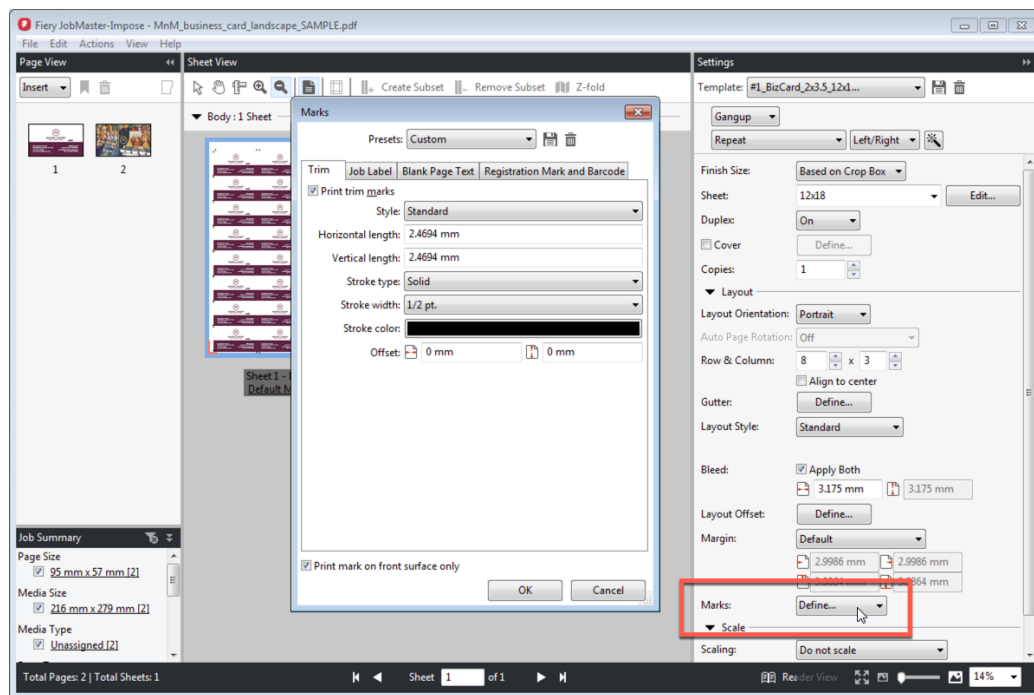 Fiery JobMaster-Impose - MnM_business_card_landscape_SAMPLE.pdf
File Edit Actions View Help
Page View
Sheet View
Settings
Insert
Create Subset
Remove Subset
Z-fold
Template: #1_BizCard_2x3.5_12x1...
Body : 1 Sheet
1
2
Sheet 1 -
Marks
Presets: Custom
Trim
Job Label
Blank Page Text
Registration Mark and Barcode
Print trim marks
Style: Standard
Horizontal length: 2.4694 mm
Vertical length: 2.4694 mm
Stroke type: Solid
Stroke width: 1/2 pt.
Stroke color:
Offset: 0 mm 0 mm
Print mark on front surface only
OK
Cancel
Gangup
Repeat
Left/Right
Finish Size: Based on Crop Box
Sheet: 12x18 Edit...
Duplex: On
Cover Define...
Copies: 1
Layout
Layout Orientation: Portrait
Auto Page Rotation: Off
Row & Column: 8 x 3
Align to center
Gutter: Define...
Layout Style: Standard
Bleed: Apply Both
3.175 mm 3.175 mm
Layout Offset: Define...
Margin: Default
2.9986 mm 2.9986 mm
Marks: Define...
Scale
Scaling: Do not scale
Job Summary
Page Size
95 mm x 57 mm [2]
Media Size
216 mm x 279 mm [2]
Media Type
Unassigned [2]
Total Pages: 2 | Total Sheets: 1
Sheet 1 of 1
Reader View
14%